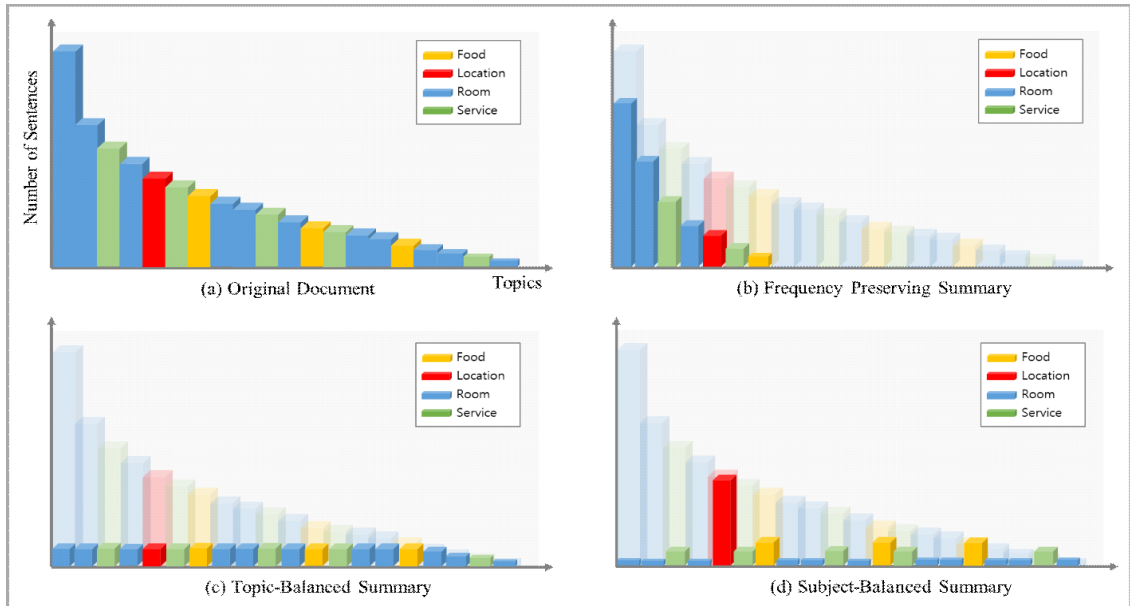 Number of Sentences
Food
Location
Room
Service
Topics
(a) Original Document
Food
Location
Room
Service
(b) Frequency Preserving Summary
Food
Location
Room
Service
(c) Topic-Balanced Summary
Food
Location
Room
Service
(d) Subject-Balanced Summary